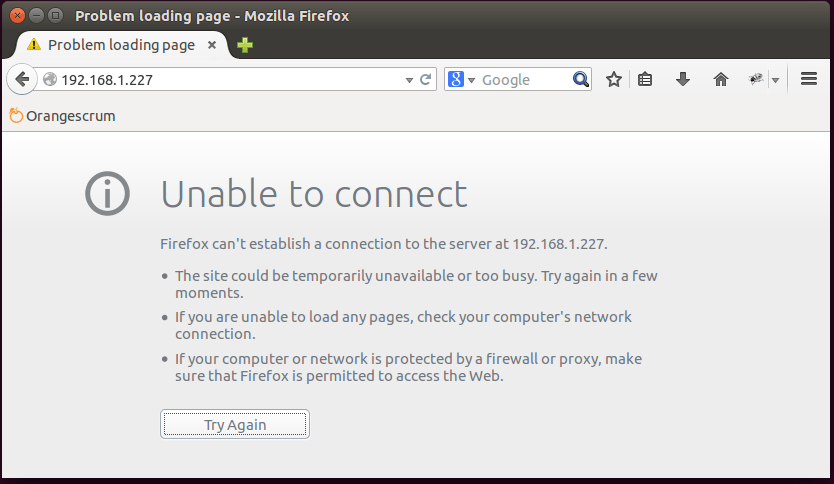 Problem loading page - Mozilla Firefox
Problem loading page
192.168.1.227
Google
Orangescrum
Unable to connect
Firefox can't establish a connection to the server at 192.168.1.227.
The site could be temporarily unavailable or too busy. Try again in a few
moments.
If you are unable to load any pages, check your computer's network
connection.
If your computer or network is protected by a firewall or proxy, make
sure that Firefox is permitted to access the Web.
Try Again